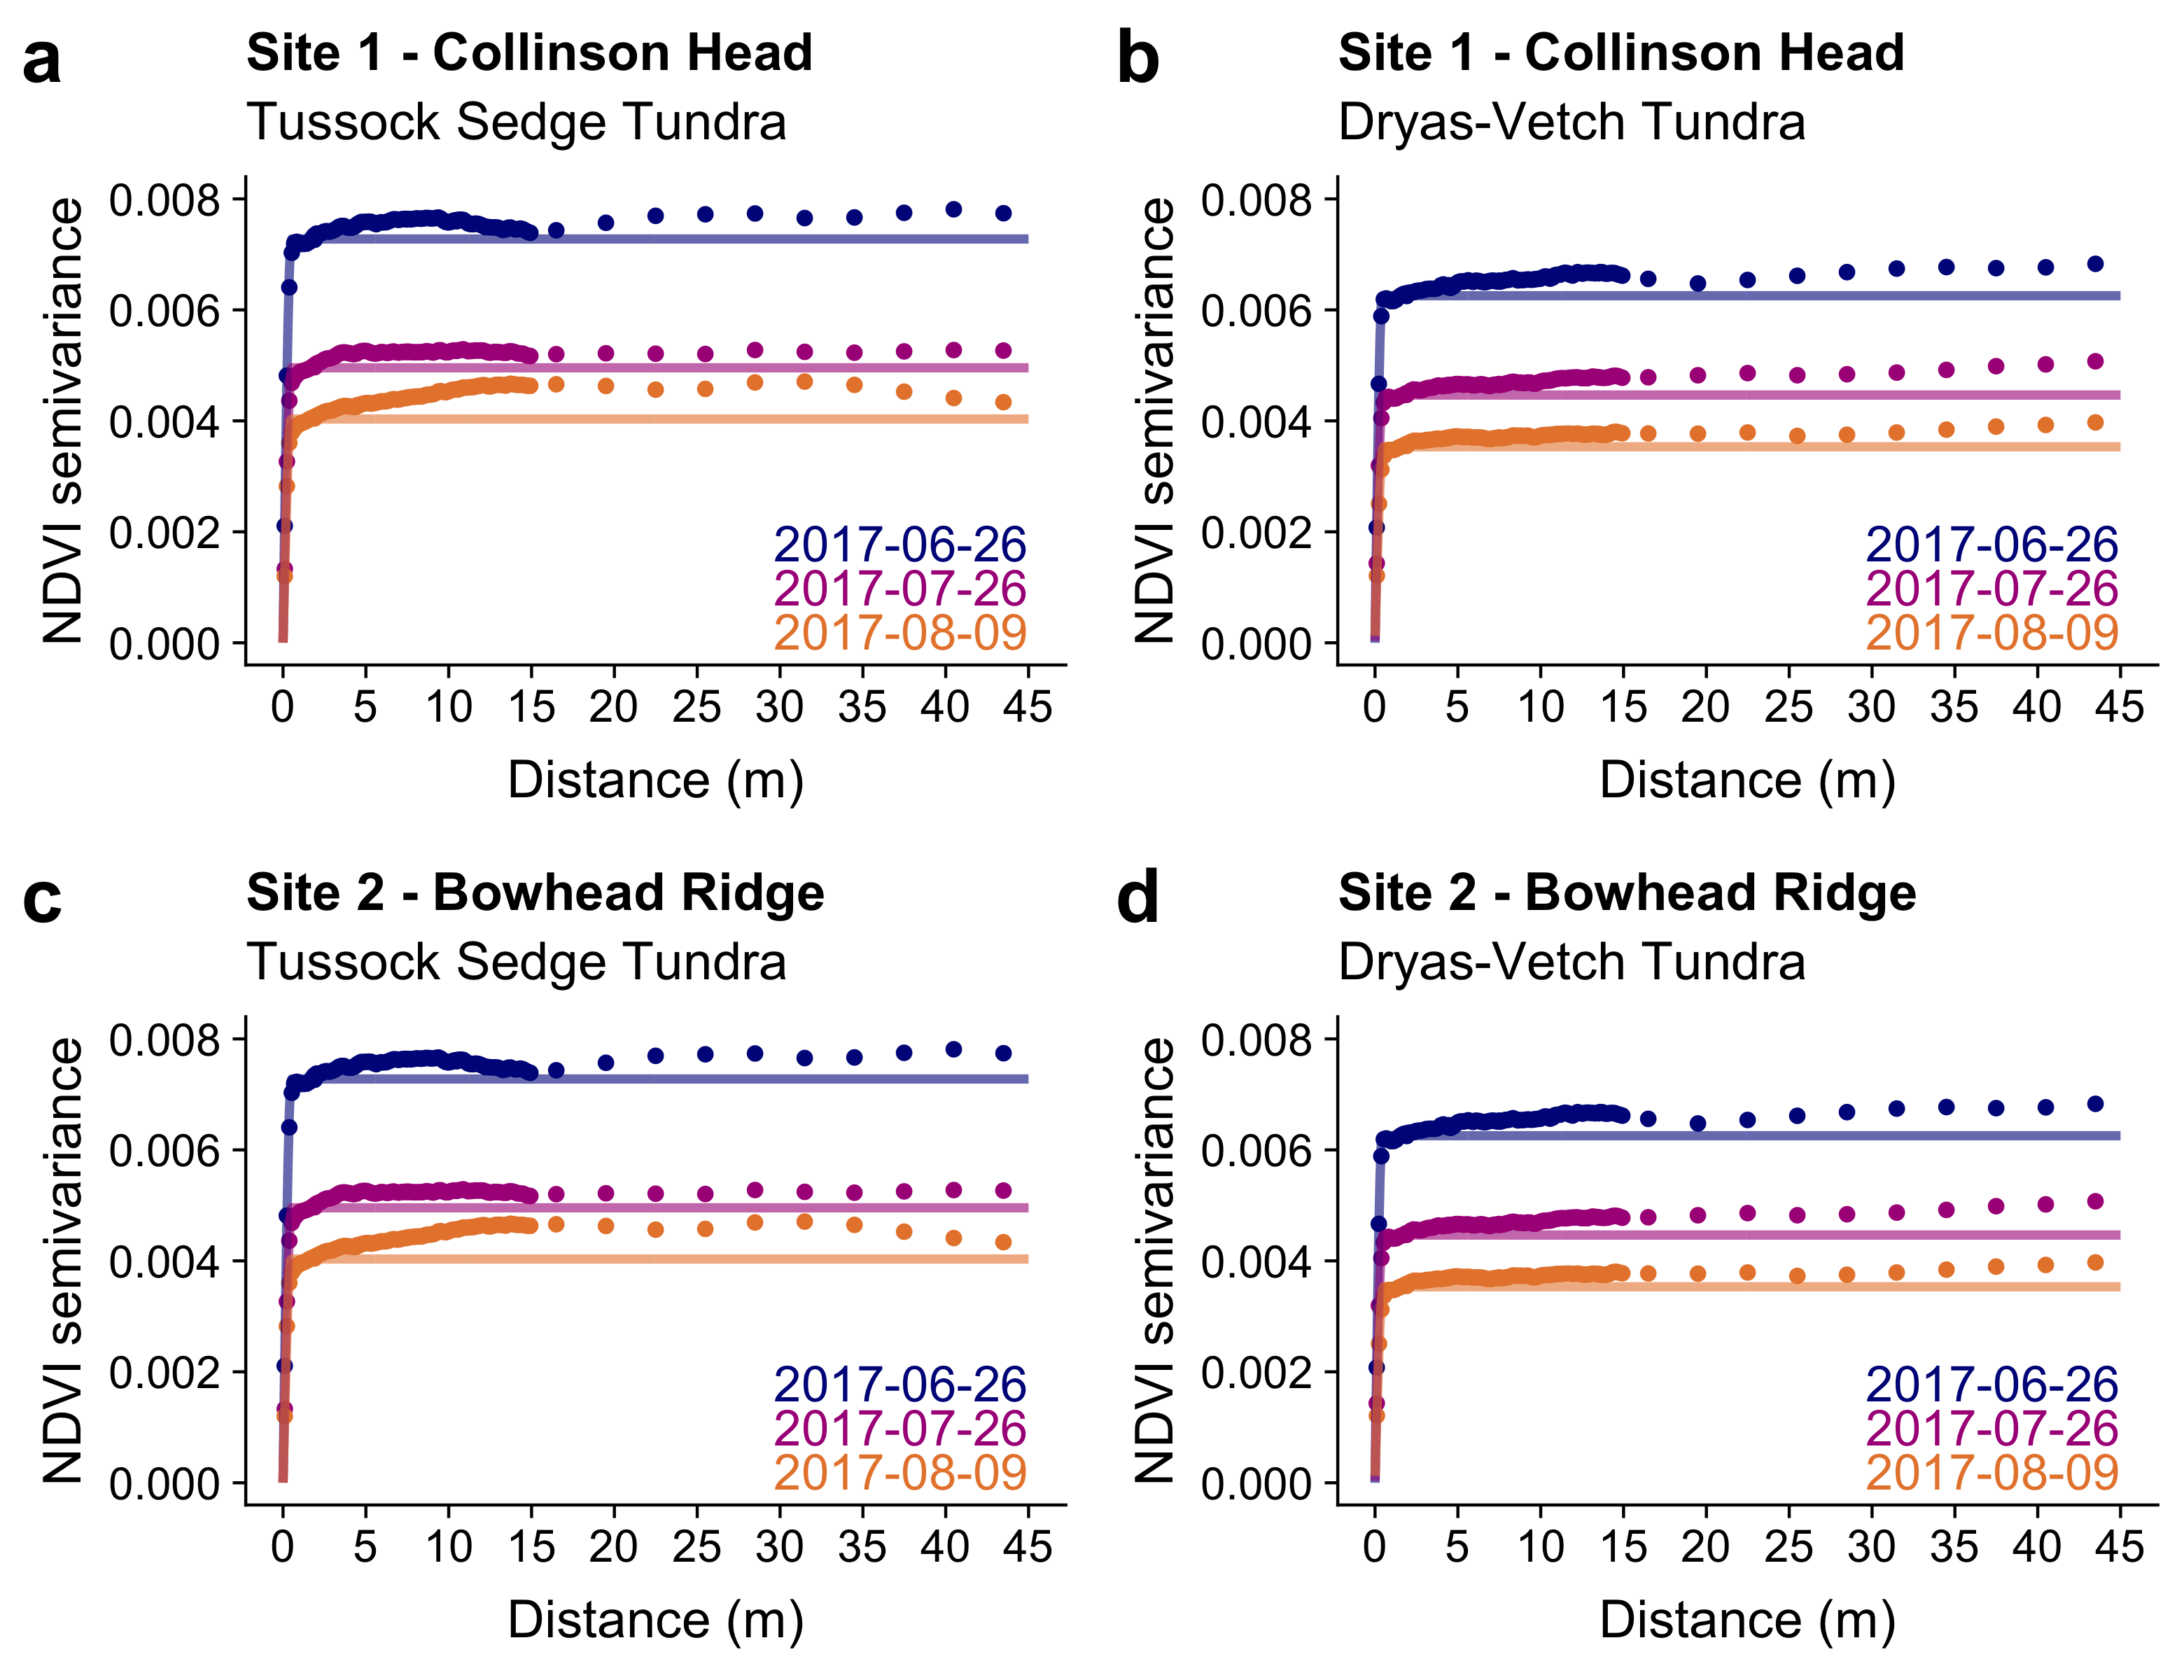 a
Site 1 - Collinson Head
Tussock Sedge Tundra
NDVI semivariance
0.008
0.006
0.004
0.002
0.000
2017-06-26
2017-07-26
2017-08-09
0 5 10 15 20 25 30 35 40 45
Distance (m)
b
Site 1 - Collinson Head
Dryas-Vetch Tundra
NDVI semivariance
0.008
0.006
0.004
0.002
0.000
2017-06-26
2017-07-26
2017-08-09
0 5 10 15 20 25 30 35 40 45
Distance (m)
c
Site 2 - Bowhead Ridge
Tussock Sedge Tundra
NDVI semivariance
0.008
0.006
0.004
0.002
0.000
2017-06-26
2017-07-26
2017-08-09
0 5 10 15 20 25 30 35 40 45
Distance (m)
d
Site 2 - Bowhead Ridge
Dryas-Vetch Tundra
NDVI semivariance
0.008
0.006
0.004
0.002
0.000
2017-06-26
2017-07-26
2017-08-09
0 5 10 15 20 25 30 35 40 45
Distance (m)